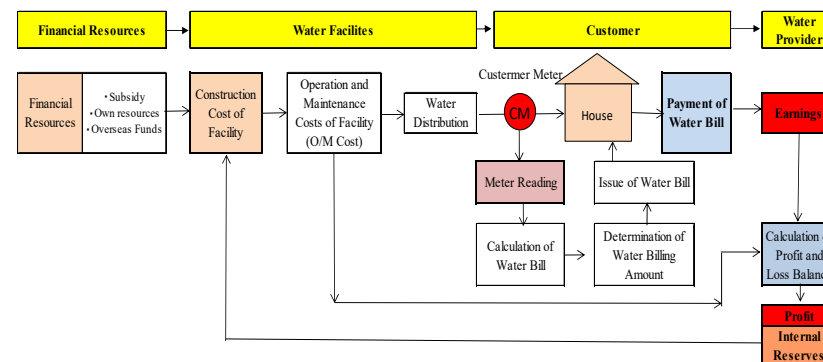 Financial Resources
Water Facilites
Customer
Water
Provider
Financial
Resources
• Subsidy
• Own resources
• Overseas Funds
Construction
Cost of
Facility
Operation and
Maintenance
Costs of Facility
(O/M Cost)
Water
Distribution
Custermer Meter
CM
House
Payment of
Water Bill
Earnings
Meter Reading
Issue of Water Bill
Calculation of
Water Bill
Determination of
Water Billing
Amount
Calculation
Profit and
Loss Balanc
Profit
Internal
Reserves